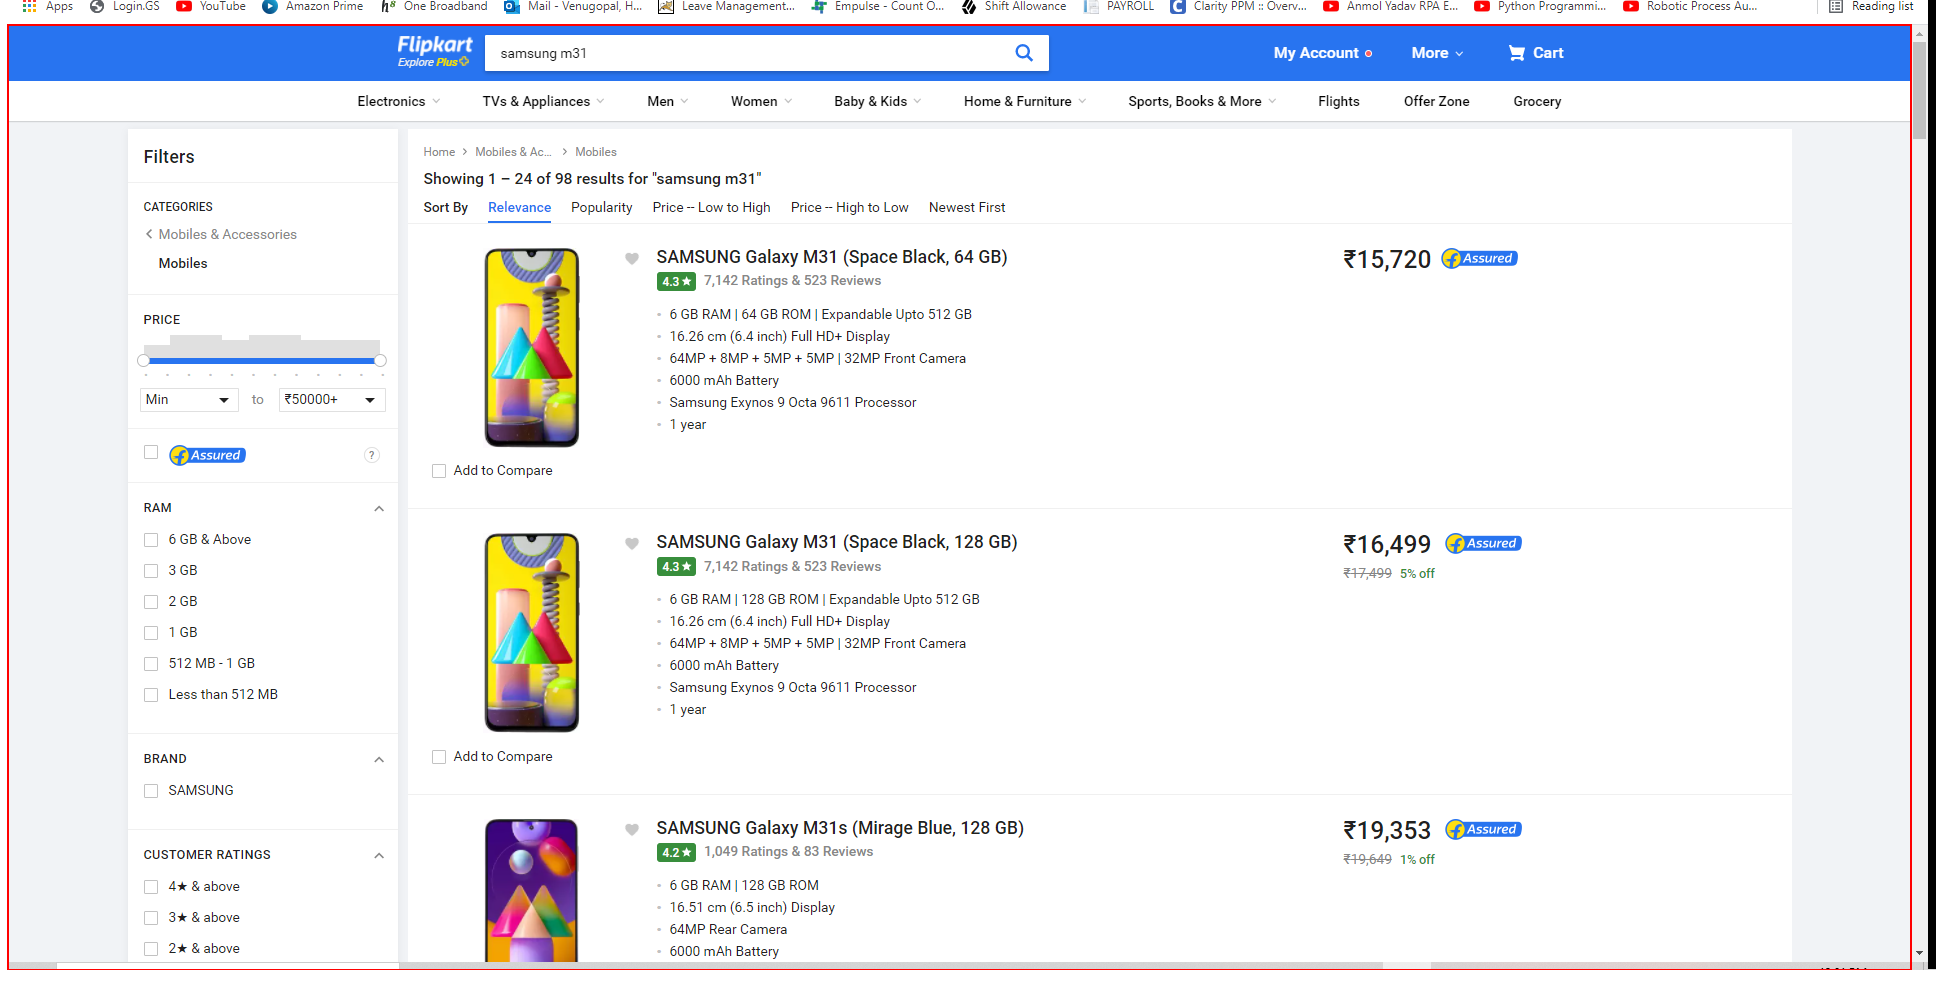 Apps Login.GS YouTube Amazon Prime One Broadband Mail - Venugopal, H... Leave Management... Empulse - Count O... Shift Allowance PAYROLL Clarity PPM :: Overv... Anmol Yadav RPA E... Python Programmi... Robotic Process Au... Reading list
Flipkart
Explore Plus
samsung m31
My Account More Cart
Electronics TVs & Appliances Men Women Baby & Kids Home & Furniture Sports, Books & More Flights Offer Zone Grocery
Filters
CATEGORIES
Mobiles & Accessories
Mobiles
PRICE
Min to ₹50000+
Assured ?
RAM
6 GB & Above
3 GB
2 GB
1 GB
512 MB - 1 GB
Less than 512 MB
BRAND
SAMSUNG
CUSTOMER RATINGS
4★ & above
3★ & above
2★ & above
Home > Mobiles & Ac... > Mobiles
Showing 1 – 24 of 98 results for "samsung m31"
Sort By Relevance Popularity Price -- Low to High Price -- High to Low Newest First
SAMSUNG Galaxy M31 (Space Black, 64 GB)
4.3★ 7,142 Ratings & 523 Reviews
6 GB RAM | 64 GB ROM | Expandable Upto 512 GB
16.26 cm (6.4 inch) Full HD+ Display
64MP + 8MP + 5MP + 5MP | 32MP Front Camera
6000 mAh Battery
Samsung Exynos 9 Octa 9611 Processor
1 year
₹15,720 Assured
Add to Compare
SAMSUNG Galaxy M31 (Space Black, 128 GB)
4.3★ 7,142 Ratings & 523 Reviews
6 GB RAM | 128 GB ROM | Expandable Upto 512 GB
16.26 cm (6.4 inch) Full HD+ Display
64MP + 8MP + 5MP + 5MP | 32MP Front Camera
6000 mAh Battery
Samsung Exynos 9 Octa 9611 Processor
1 year
₹16,499 Assured
₹17,499 5% off
Add to Compare
SAMSUNG Galaxy M31s (Mirage Blue, 128 GB)
4.2★ 1,049 Ratings & 83 Reviews
6 GB RAM | 128 GB ROM
16.51 cm (6.5 inch) Display
64MP Rear Camera
6000 mAh Battery
₹19,353 Assured
₹19,649 1% off